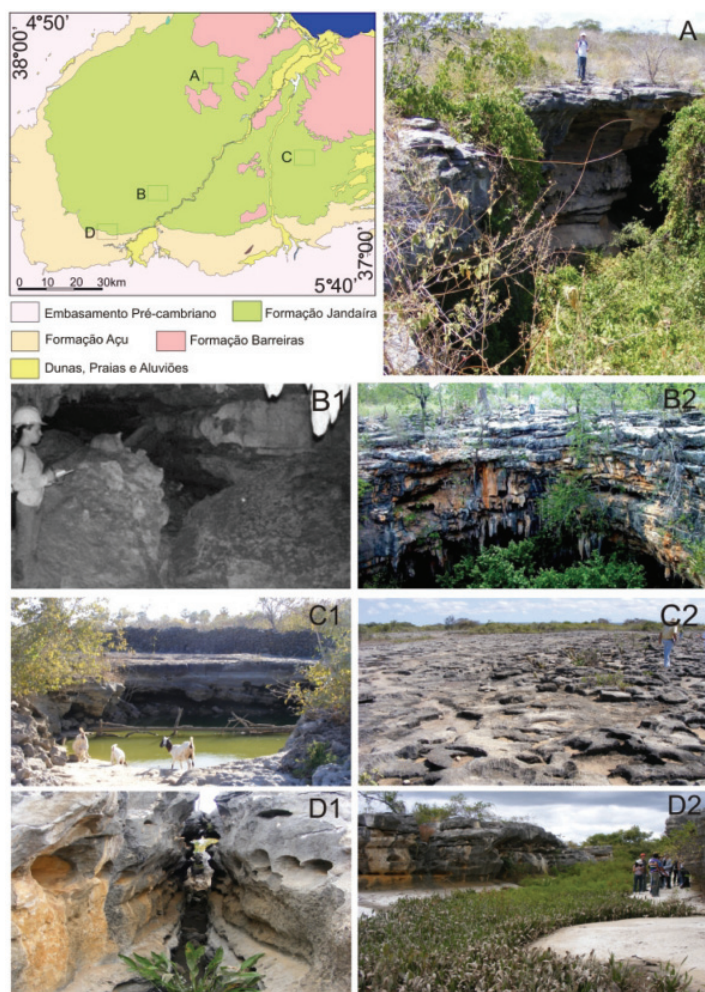 4°50'
38°00'
A
B
C
D
0 10 20 30km
5°40'
37°00'
Embasamento Pré-cambriano
Formação Jandaíra
Formação Açu
Formação Barreiras
Dunas, Praias e Aluviões
A
B1
B2
C1
C2
D1
D2